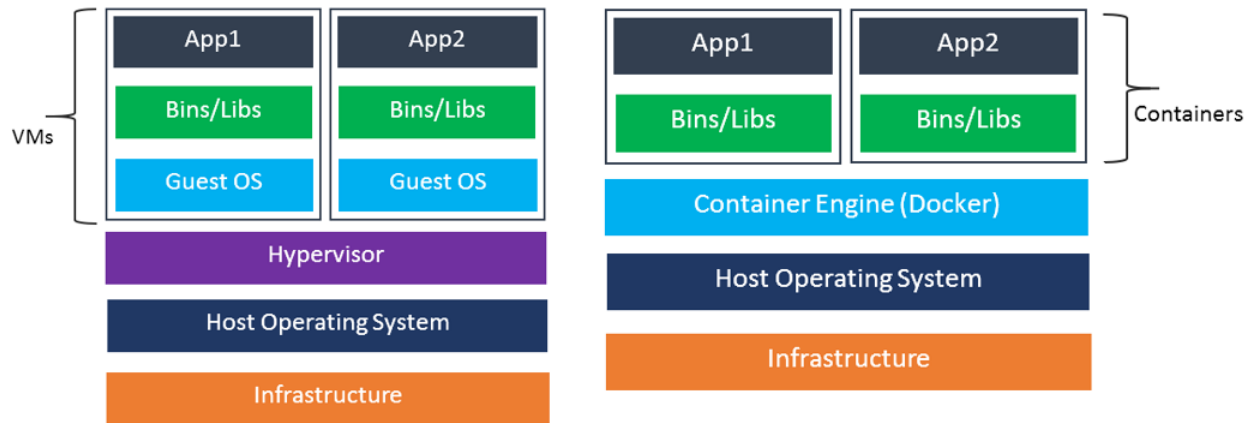 App1
App2
Bins/Libs
Bins/Libs
VMs
Guest OS
Guest OS
Hypervisor
Host Operating System
Infrastructure
App1
App2
Bins/Libs
Bins/Libs
Containers
Container Engine (Docker)
Host Operating System
Infrastructure